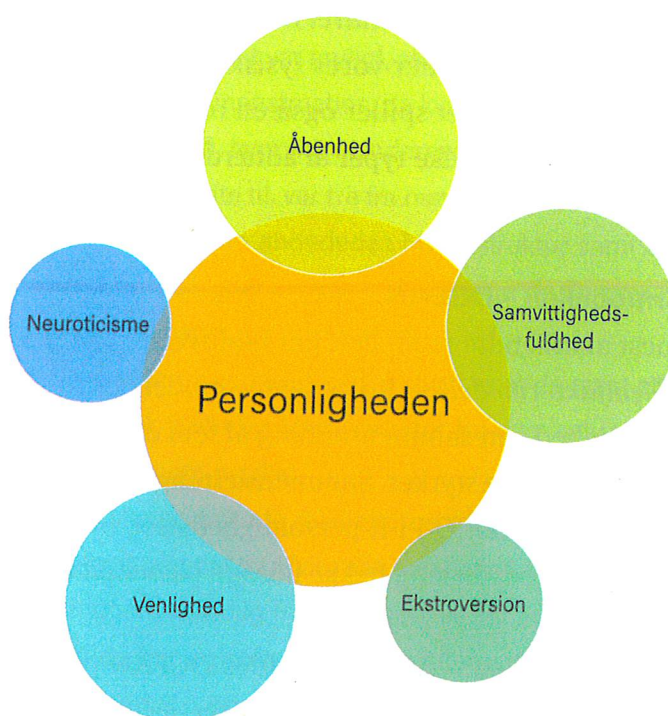 Åbenhed
Neuroticisme
Samvittigheds-
fuldhed
Personligheden
Venlighed
Ekstroversion